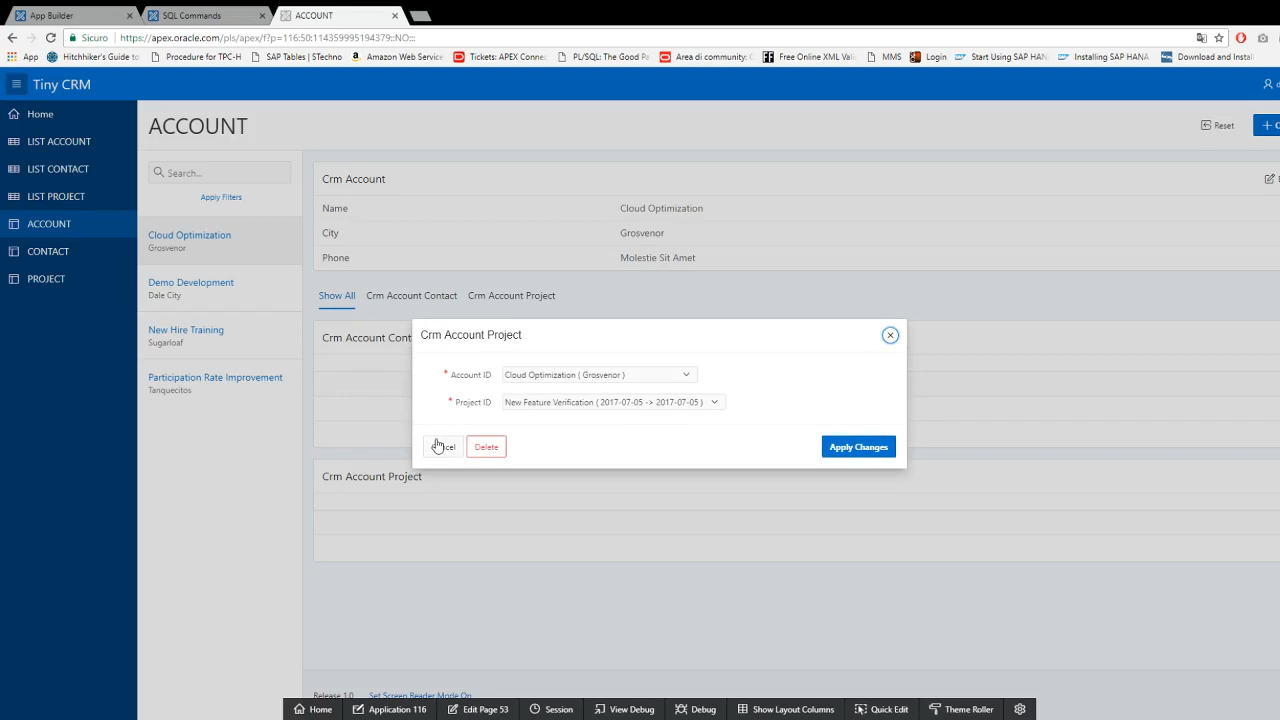 App Builder
SQL Commands
ACCOUNT
Sicuro
https://apex.oracle.com/pls/apex/f?p=116:50:114359995194379::NO:::
App
Hitchhiker's Guide to
Procedure for TPC-H
SAP Tables | STechno
Amazon Web Service
Tickets: APEX Connec
PL/SQL: The Good Pa
Area di community:
Free Online XML Vali
MMS
Login
Start Using SAP HAN
Installing SAP HAN
Download and Instal
Tiny CRM
Home
LIST ACCOUNT
LIST CONTACT
LIST PROJECT
ACCOUNT
CONTACT
PROJECT
ACCOUNT
Reset
Search...
Apply Filters
Cloud Optimization
Grosvenor
Demo Development
Dale City
New Hire Training
Sugarloaf
Participation Rate Improvement
Tanquecitos
Crm Account
Name Cloud Optimization
City Grosvenor
Phone Molestie Sit Amet
Show All Crm Account Contact Crm Account Project
Crm Account Cont
Crm Account Project
* Account ID Cloud Optimization ( Grosvenor )
* Project ID New Feature Verification ( 2017-07-05 -> 2017-07-05 )
Delete
Apply Changes
Crm Account Project
Release 1.0 Set Screen Reader Mode On
Home
Application 116
Edit Page 53
Session
View Debug
Debug
Show Layout Columns
Quick Edit
Theme Roller